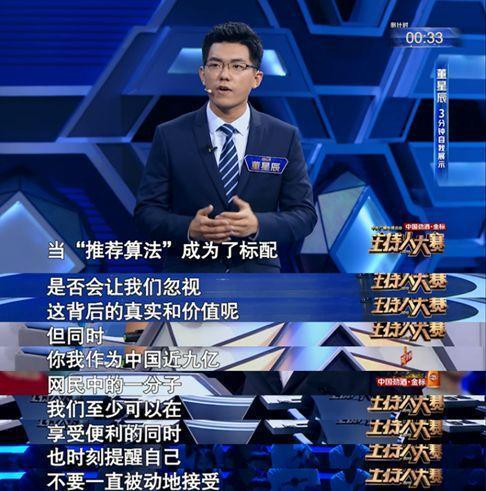 倒计时
00:33
董星辰
3分钟自我展示
董星辰
中国劲酒·金标
主持人大赛
当“推荐算法”成为了标配
主持人大赛
是否会让我们忽视
主持人大赛
这背后的真实和价值呢
主持人大赛
但同时
你我作为中国近九亿
中国劲酒·金标
网民中的一分子
主持人大赛
我们至少可以在
主持人大赛
享受便利的同时
主持人大赛
也时刻提醒自己
主持人大赛
不要一直被动地接受